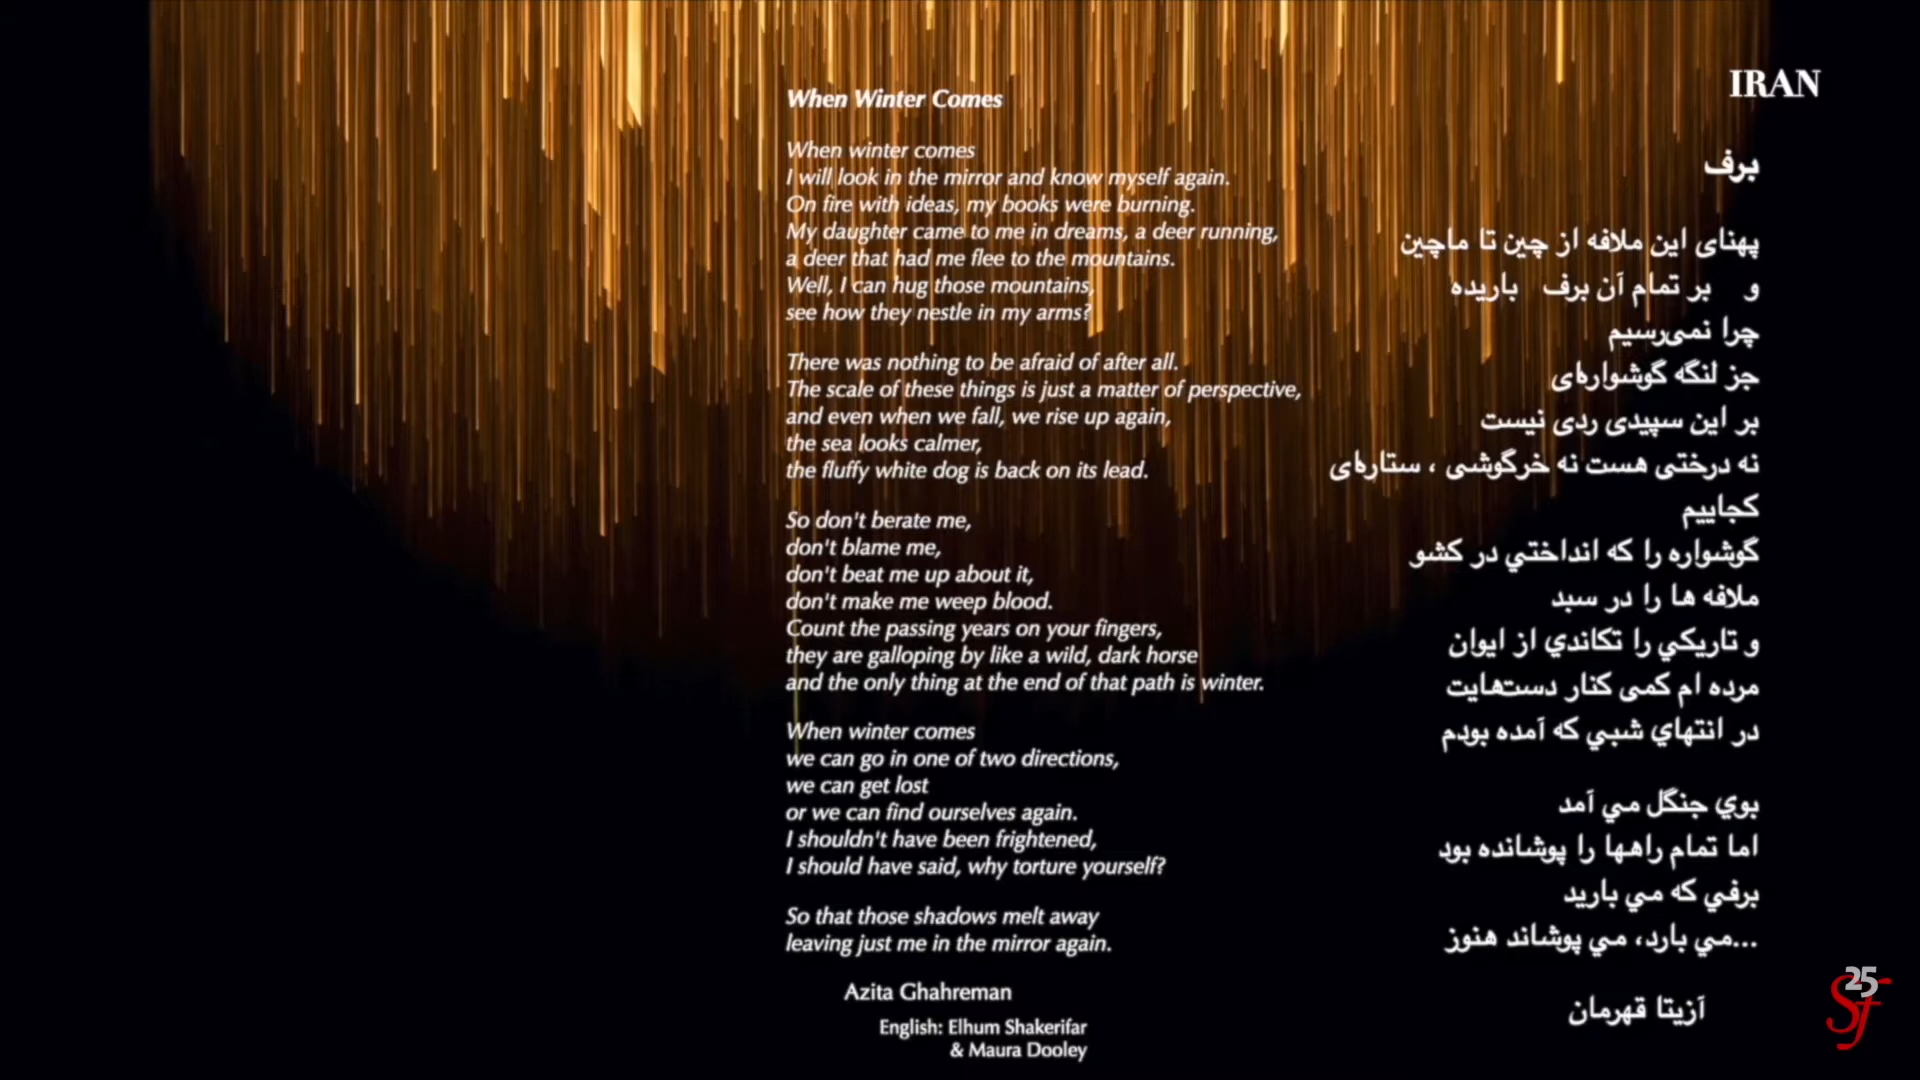 IRAN
When Winter Comes
When winter comes
I will look in the mirror and know myself again.
On fire with ideas, my books were burning.
My daughter came to me in dreams, a deer running,
a deer that had me flee to the mountains.
Well, I can hug those mountains,
see how they nestle in my arms?
There was nothing to be afraid of after all.
The scale of these things is just a matter of perspective,
and even when we fall, we rise up again,
the sea looks calmer,
the fluffy white dog is back on its lead.
So don't berate me,
don't blame me,
don't beat me up about it,
don't make me weep blood.
Count the passing years on your fingers,
they are galloping by like a wild, dark horse
and the only thing at the end of that path is winter.
When winter comes
we can go in one of two directions,
we can get lost
or we can find ourselves again.
I shouldn't have been frightened,
I should have said, why torture yourself?
So that those shadows melt away
leaving just me in the mirror again.
Azita Ghahreman
English: Elhum Shakerifar
& Maura Dooley
برف
پهنای این ملافه از چین تا ماچین
و بر تمام آن برف باریده
چرا نمی‌رسیم
جز لنگه گوشواره‌ای
بر این سپیدی ردی نیست
نه درختی هست نه خرگوشی ، ستاره‌ای
کجاییم
گوشواره را که انداختي در کشو
ملافه ها را در سبد
و تاریکي را تکاندي از ایوان
مرده ام کمی کنار دست‌هایت
در انتهاي شبي که آمده بودم
بوي جنگل مي آمد
اما تمام راهها را پوشانده بود
برفي که مي بارید
...مي بارد، مي پوشاند هنوز
آزیتا قهرمان
25
Sf